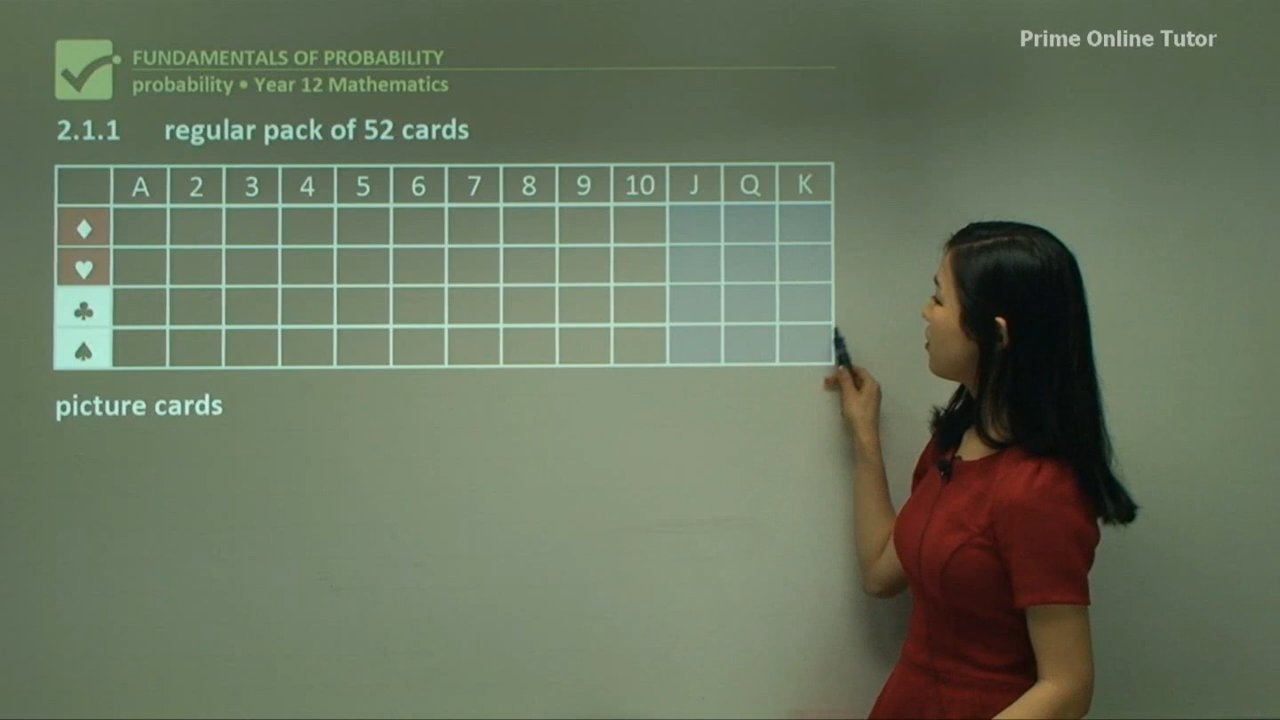 Prime Online Tutor
FUNDAMENTALS OF PROBABILITY
probability • Year 12 Mathematics
2.1.1 regular pack of 52 cards
A 2 3 4 5 6 7 8 9 10 J Q K
♦
♥
♣
♠
picture cards